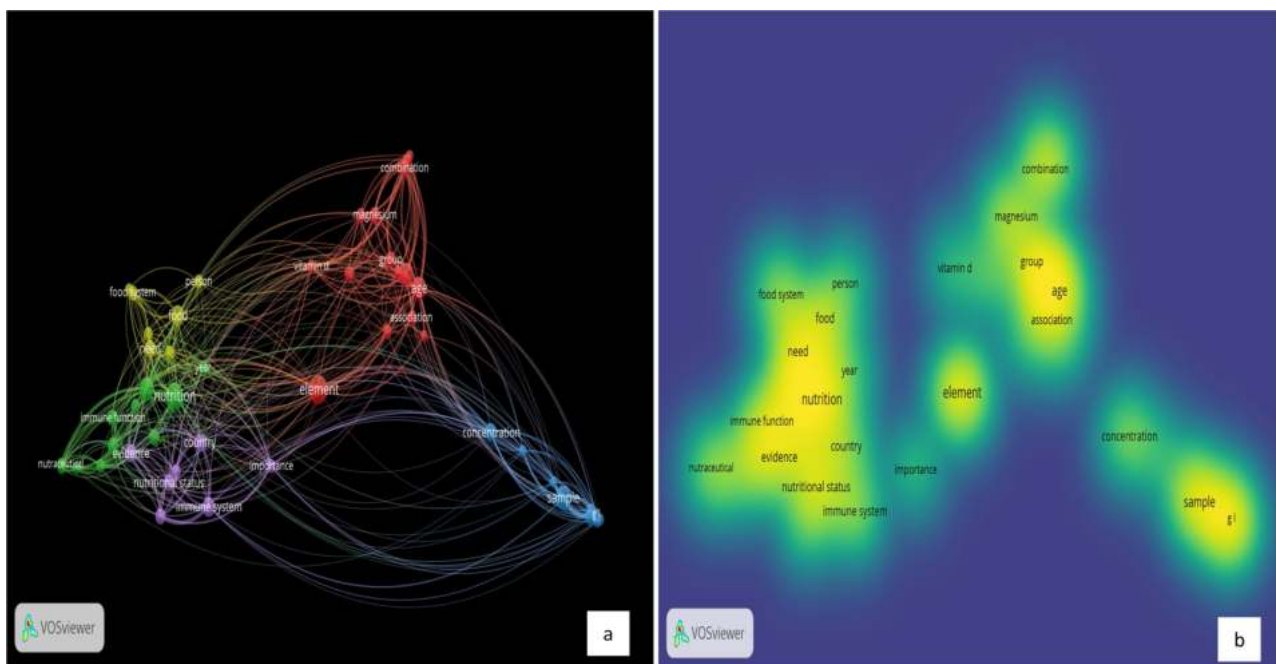 combination
magnesium
vitamin d
group
age
association
person
food system
food
need
year
nutrition
element
immune function
evidence
country
nutraceutical
nutritional status
importance
immune system
concentration
sample
VOSviewer
a
combination
magnesium
vitamin d
group
age
association
food system
person
food
need
year
nutrition
element
immune function
country
evidence
nutraceutical
nutritional status
importance
immune system
concentration
sample
g l
VOSviewer
b